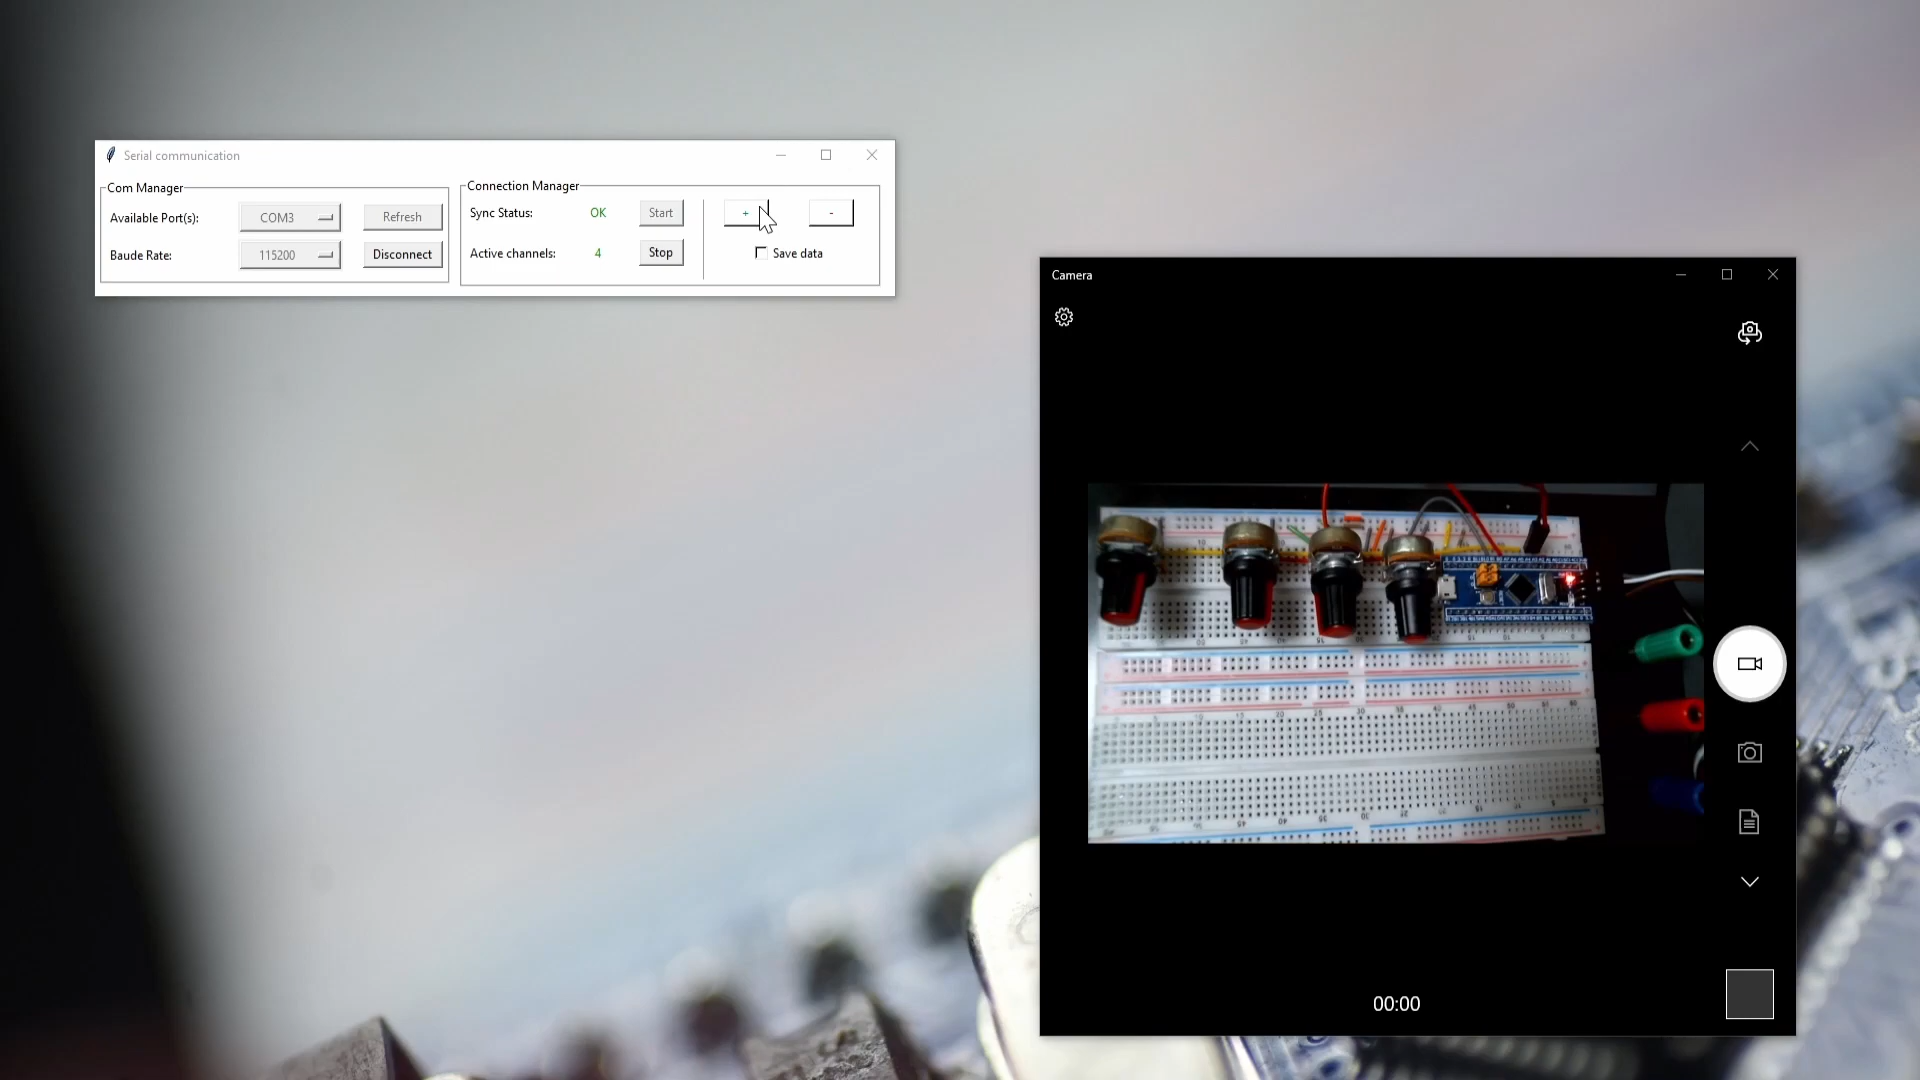 Serial communication
Com Manager
Available Port(s): COM3 Refresh
Baude Rate: 115200 Disconnect
Connection Manager
Sync Status: OK Start + -
Active channels: 4 Stop Save data
Camera
00:00